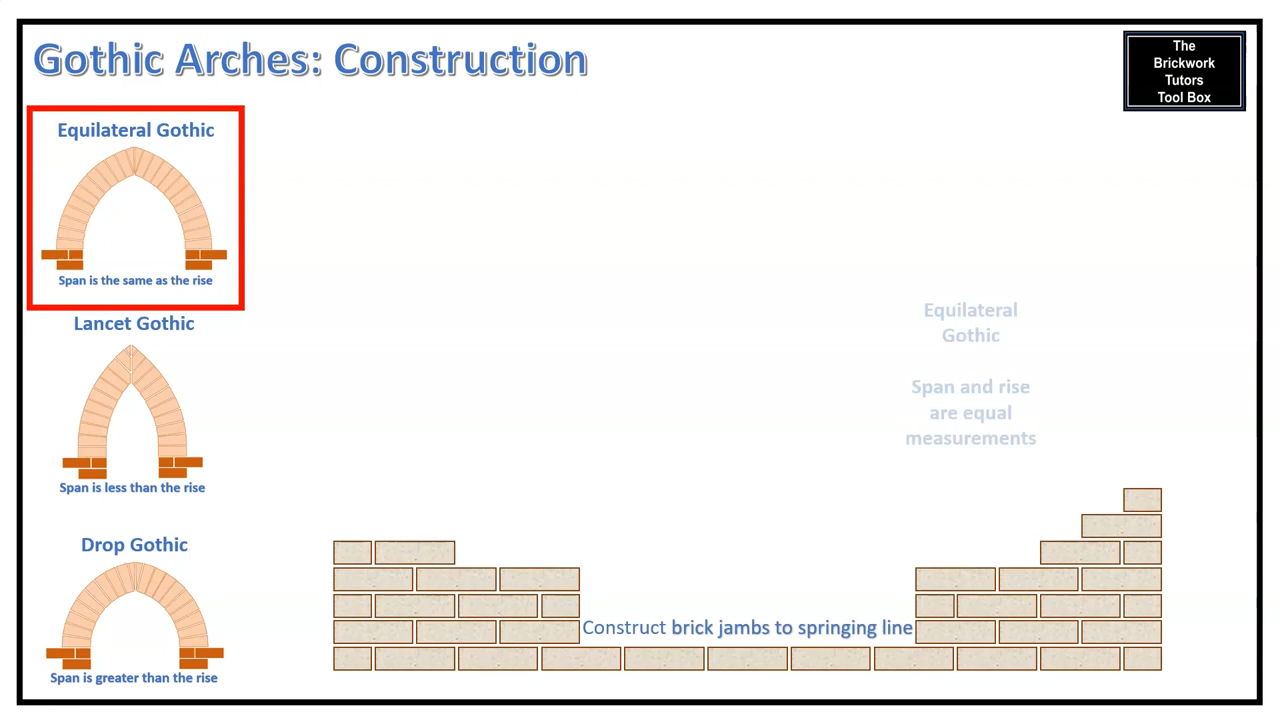 Gothic Arches: Construction
The
Brickwork
Tutors
Tool Box
Equilateral Gothic
Span is the same as the rise
Lancet Gothic
Span is less than the rise
Drop Gothic
Span is greater than the rise
Equilateral
Gothic
Span and rise
are equal
measurements
Construct brick jambs to springing line